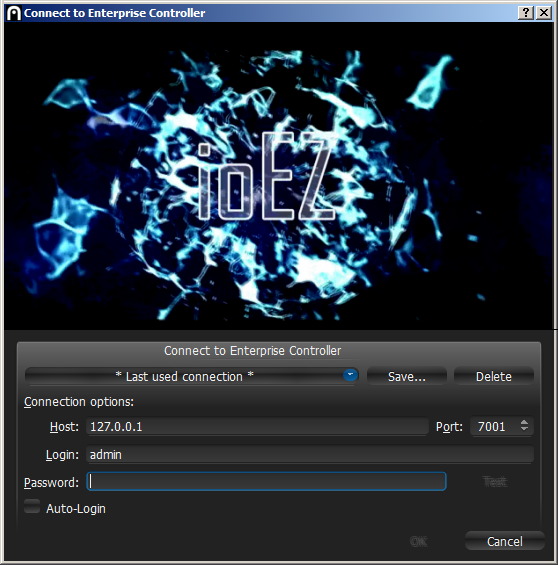 Connect to Enterprise Controller
ioEZ
Connect to Enterprise Controller
* Last used connection * Save... Delete
Connection options:
Host: 127.0.0.1 Port: 7001
Login: admin
Password: Test
Auto-Login
OK Cancel